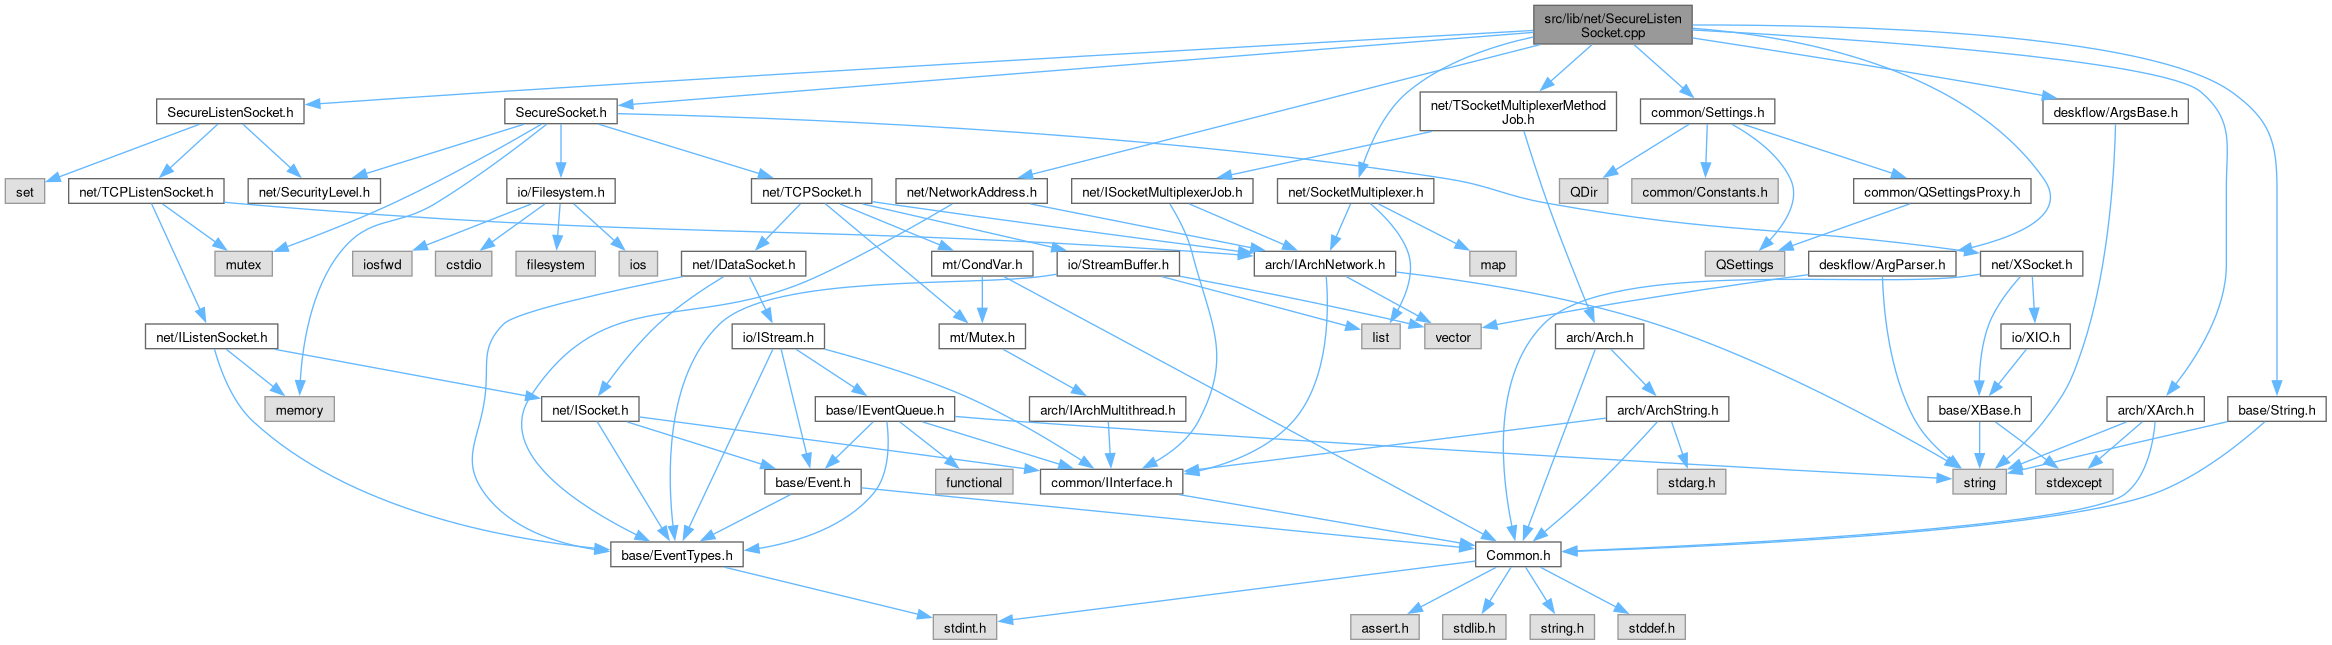 src/lib/net/SecureListen
Socket.cpp
SecureListenSocket.h
SecureSocket.h
net/TSocketMultiplexerMethod
Job.h
common/Settings.h
deskflow/ArgsBase.h
set
net/TCPListenSocket.h
net/SecurityLevel.h
io/Filesystem.h
net/TCPSocket.h
net/NetworkAddress.h
net/ISocketMultiplexerJob.h
net/SocketMultiplexer.h
QDir
common/Constants.h
common/QSettingsProxy.h
mutex
iosfwd
cstdio
filesystem
ios
net/IDataSocket.h
mt/CondVar.h
io/StreamBuffer.h
arch/IArchNetwork.h
map
QSettings
deskflow/ArgParser.h
net/XSocket.h
net/IListenSocket.h
io/IStream.h
mt/Mutex.h
list
vector
arch/Arch.h
io/XIO.h
memory
net/ISocket.h
base/IEventQueue.h
arch/IArchMultithread.h
arch/ArchString.h
base/XBase.h
arch/XArch.h
base/String.h
base/Event.h
functional
common/IInterface.h
stdarg.h
string
stdexcept
base/EventTypes.h
Common.h
stdint.h
assert.h
stdlib.h
string.h
stddef.h